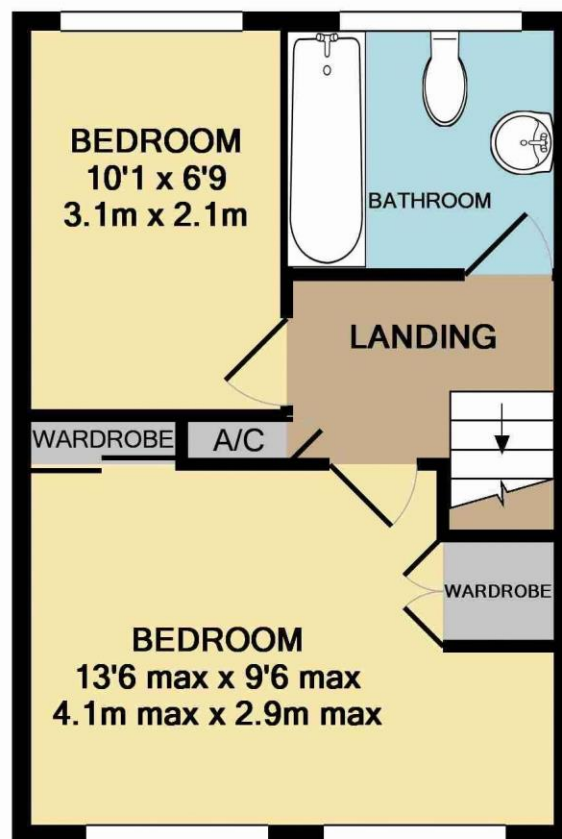 BEDROOM
10'1 x 6'9
3.1m x 2.1m
BATHROOM
LANDING
WARDROBE
A/C
WARDROBE
BEDROOM
13'6 max x 9'6 max
4.1m max x 2.9m max